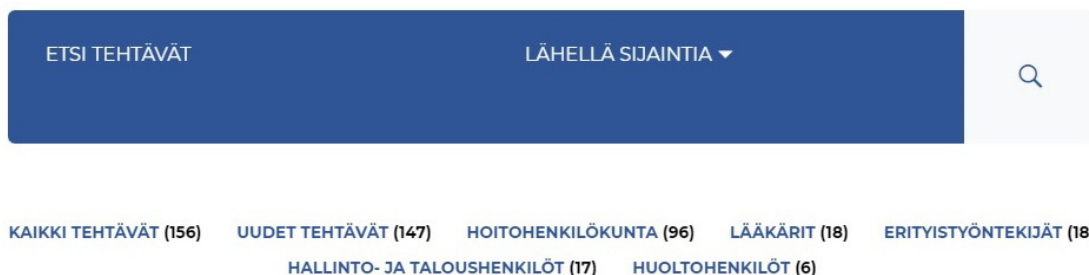 ETSI TEHTÄVÄT LÄHELLÄ SIJAINTIA
KAIKKI TEHTÄVÄT (156) UUDET TEHTÄVÄT (147) HOITOHENKILÖKUNTA (96) LÄÄKÄRIT (18) ERITYISTYÖNTEKIJÄT (18
HALLINTO- JA TALOUSHENKILÖT (17) HUOLTOHENKILÖT (6)